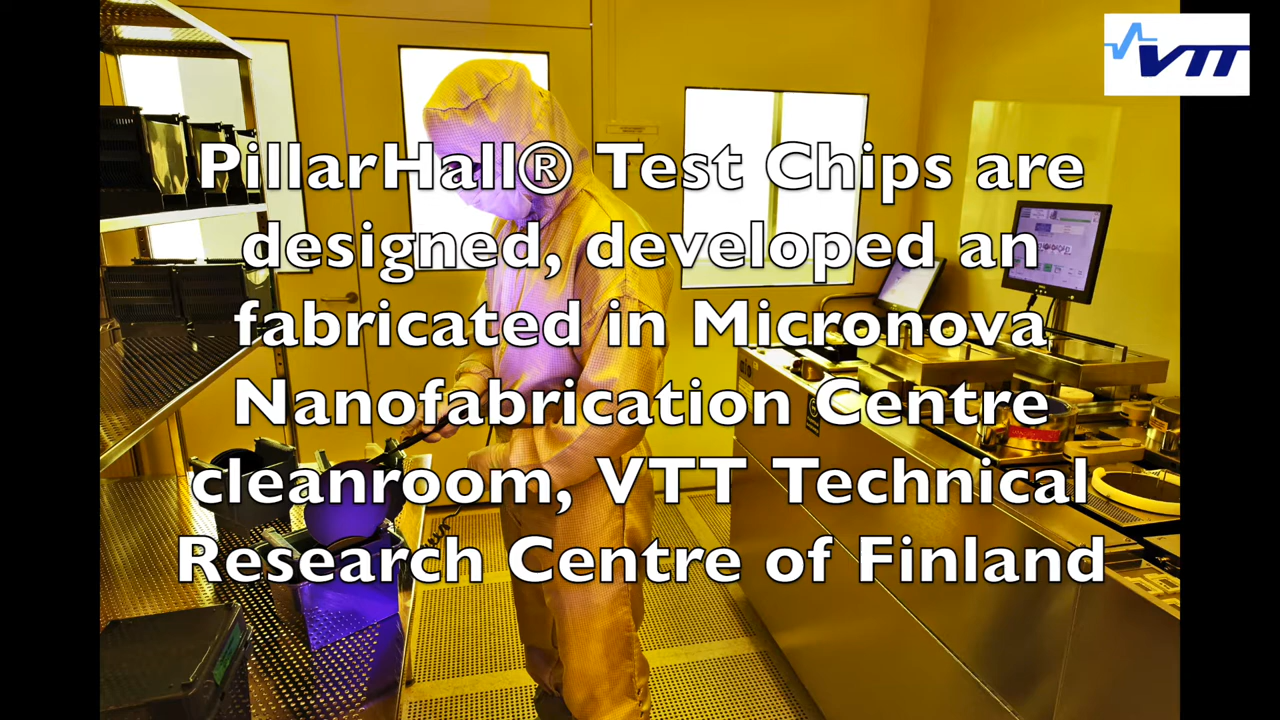 VTT
PillarHall® Test Chips are
designed, developed an
fabricated in Micronova
Nanofabrication Centre
cleanroom, VTT Technical
Research Centre of Finland